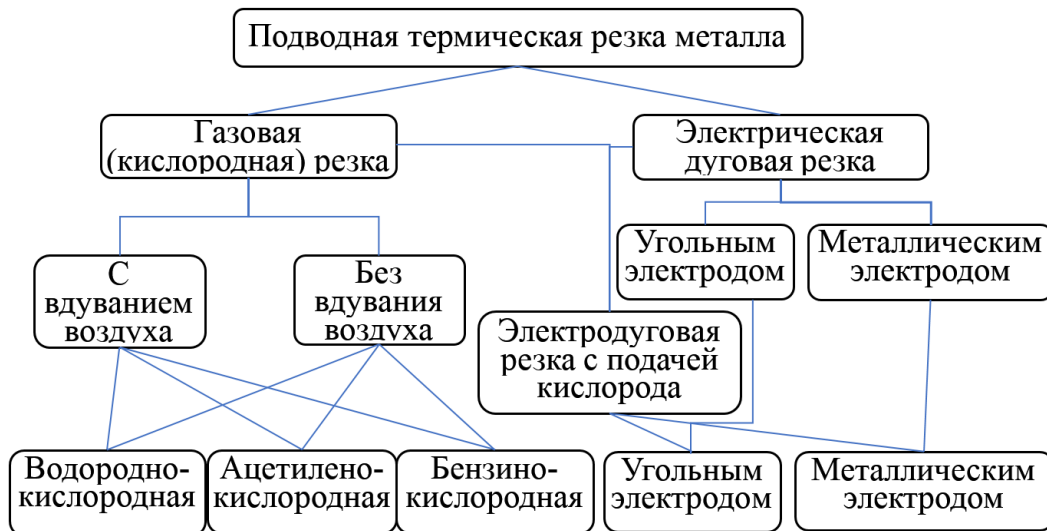 Подводная термическая резка металла
Газовая
(кислородная) резка
Электрическая
дуговая резка
С
вдуванием
воздуха
Без
вдувания
воздуха
Угольным
электродом
Металлическим
электродом
Электродуговая
резка с подачей
кислорода
Водородно-
кислородная
Ацетилено-
кислородная
Бензино-
кислородная
Угольным
электродом
Металлическим
электродом